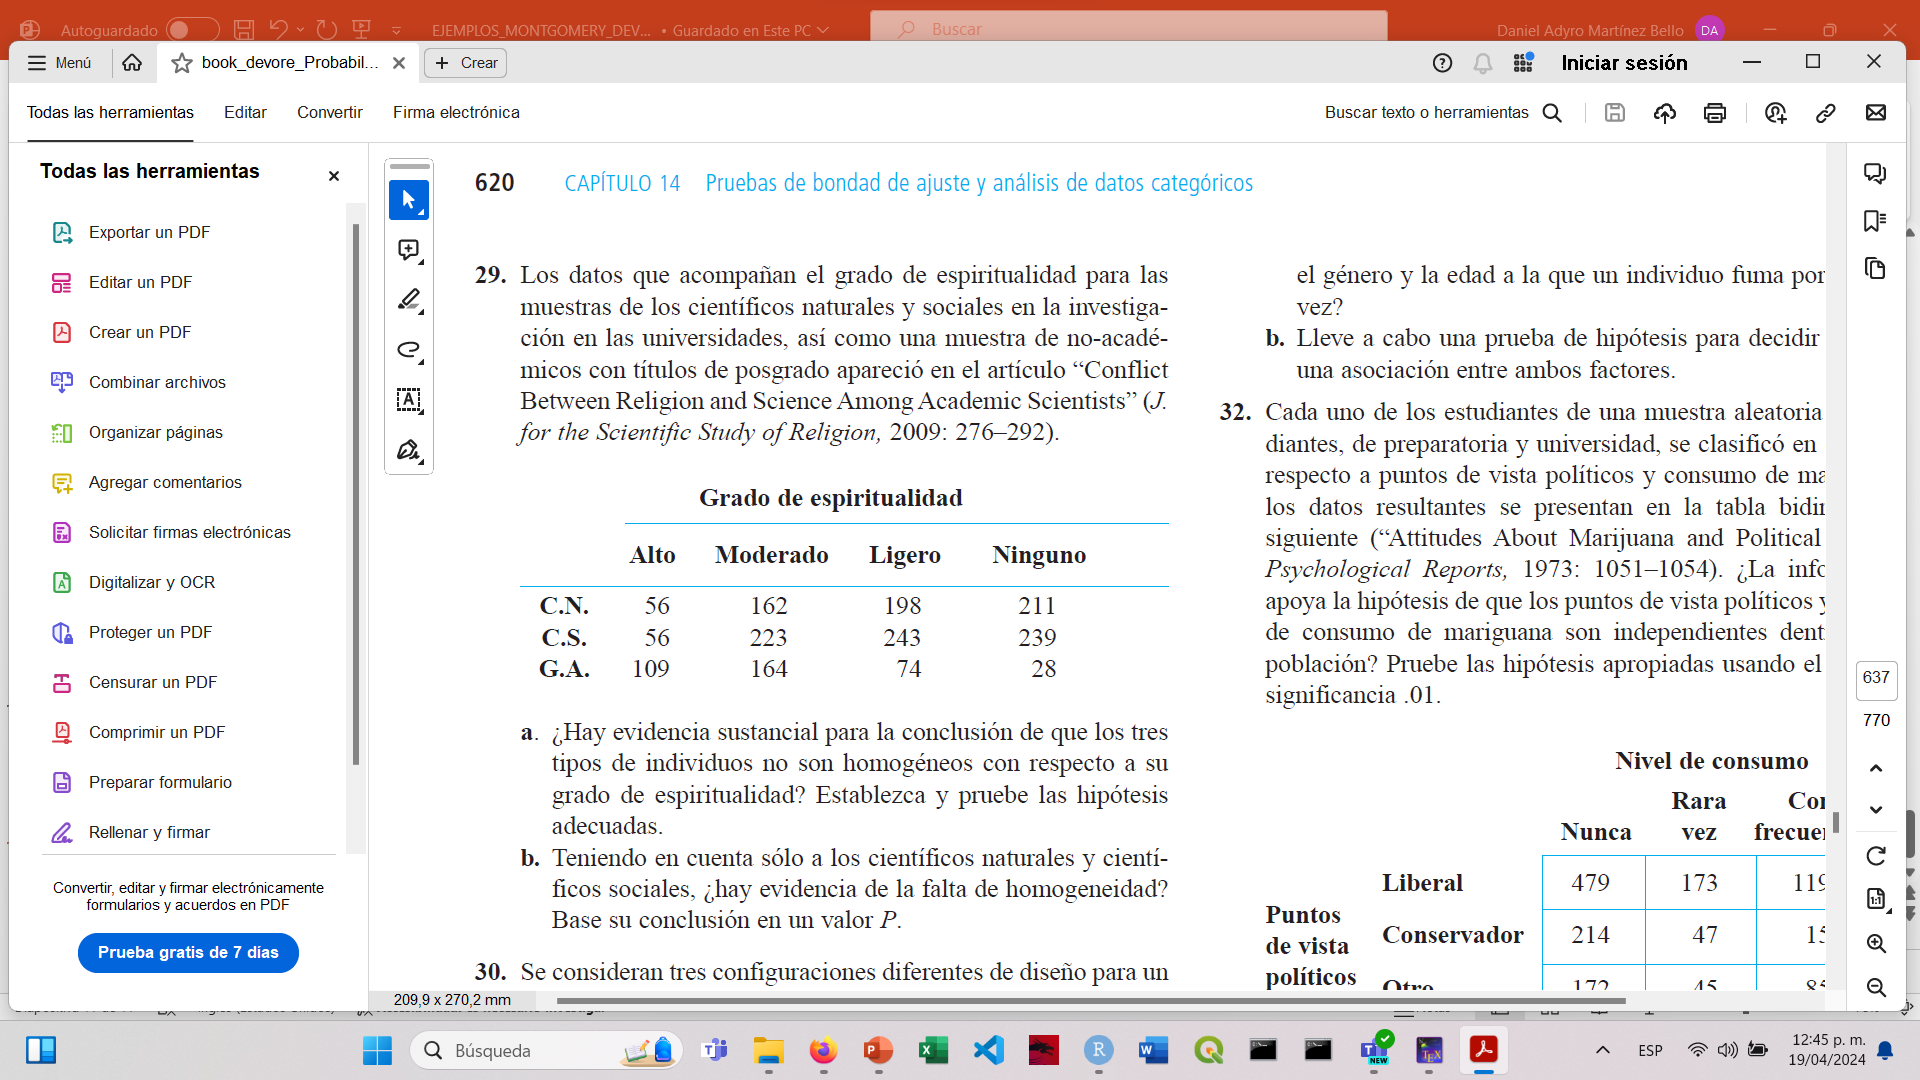 Autoguardado
EJEMPLOS_MONTGOMERY_DEV... • Guardado en Este PC
Buscar
Daniel Adyro Martínez Bello
DA
Menú
book_devore_Probabil...
Crear
Iniciar sesión
Todas las herramientas
Editar
Convertir
Firma electrónica
Buscar texto o herramientas
Todas las herramientas
Exportar un PDF
Editar un PDF
Crear un PDF
Combinar archivos
Organizar páginas
Agregar comentarios
Solicitar firmas electrónicas
Digitalizar y OCR
Proteger un PDF
Censurar un PDF
Comprimir un PDF
Preparar formulario
Rellenar y firmar
Convertir, editar y firmar electrónicamente
formularios y acuerdos en PDF
Prueba gratis de 7 días
620 CAPÍTULO 14 Pruebas de bondad de ajuste y análisis de datos categóricos
29. Los datos que acompañan el grado de espiritualidad para las
muestras de los científicos naturales y sociales en la investiga-
ción en las universidades, así como una muestra de no-acadé-
micos con títulos de posgrado apareció en el artículo “Conflict
Between Religion and Science Among Academic Scientists” (J.
for the Scientific Study of Religion, 2009: 276–292).
Grado de espiritualidad
Alto Moderado Ligero Ninguno
C.N. 56 162 198 211
C.S. 56 223 243 239
G.A. 109 164 74 28
a. ¿Hay evidencia sustancial para la conclusión de que los tres
tipos de individuos no son homogéneos con respecto a su
grado de espiritualidad? Establezca y pruebe las hipótesis
adecuadas.
b. Teniendo en cuenta sólo a los científicos naturales y cientí-
ficos sociales, ¿hay evidencia de la falta de homogeneidad?
Base su conclusión en un valor P.
30. Se consideran tres configuraciones diferentes de diseño para un
el género y la edad a la que un individuo fuma por
vez?
b. Lleve a cabo una prueba de hipótesis para decidir
una asociación entre ambos factores.
32. Cada uno de los estudiantes de una muestra aleatoria
diantes, de preparatoria y universidad, se clasificó en
respecto a puntos de vista políticos y consumo de ma
los datos resultantes se presentan en la tabla bidi
siguiente (“Attitudes About Marijuana and Political
Psychological Reports, 1973: 1051–1054). ¿La info
apoya la hipótesis de que los puntos de vista políticos y
de consumo de mariguana son independientes dent
población? Pruebe las hipótesis apropiadas usando el
significancia .01.
Nivel de consumo
Rara Co
Nunca vez frecue
Liberal 479 173 119
Puntos
de vista
políticos
Conservador 214 47 15
Otro 172 45 85
637
770
209,9 x 270,2 mm
Búsqueda
NEW
ESP
12:45 p. m.
19/04/2024